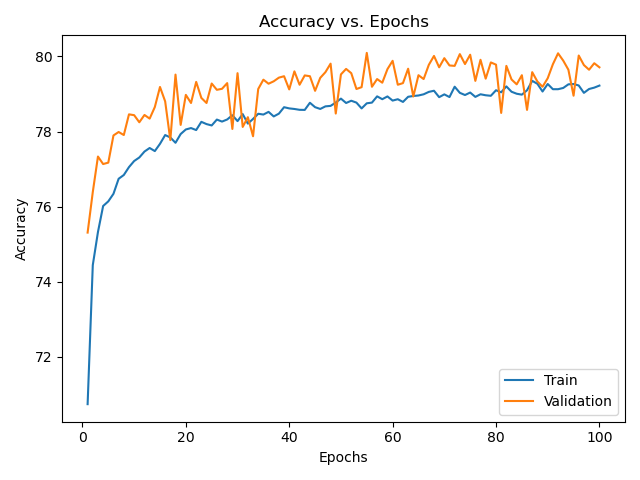 Accuracy vs. Epochs
Accuracy
80
78
76
74
72
0 20 40 60 80 100
Epochs
Train
Validation